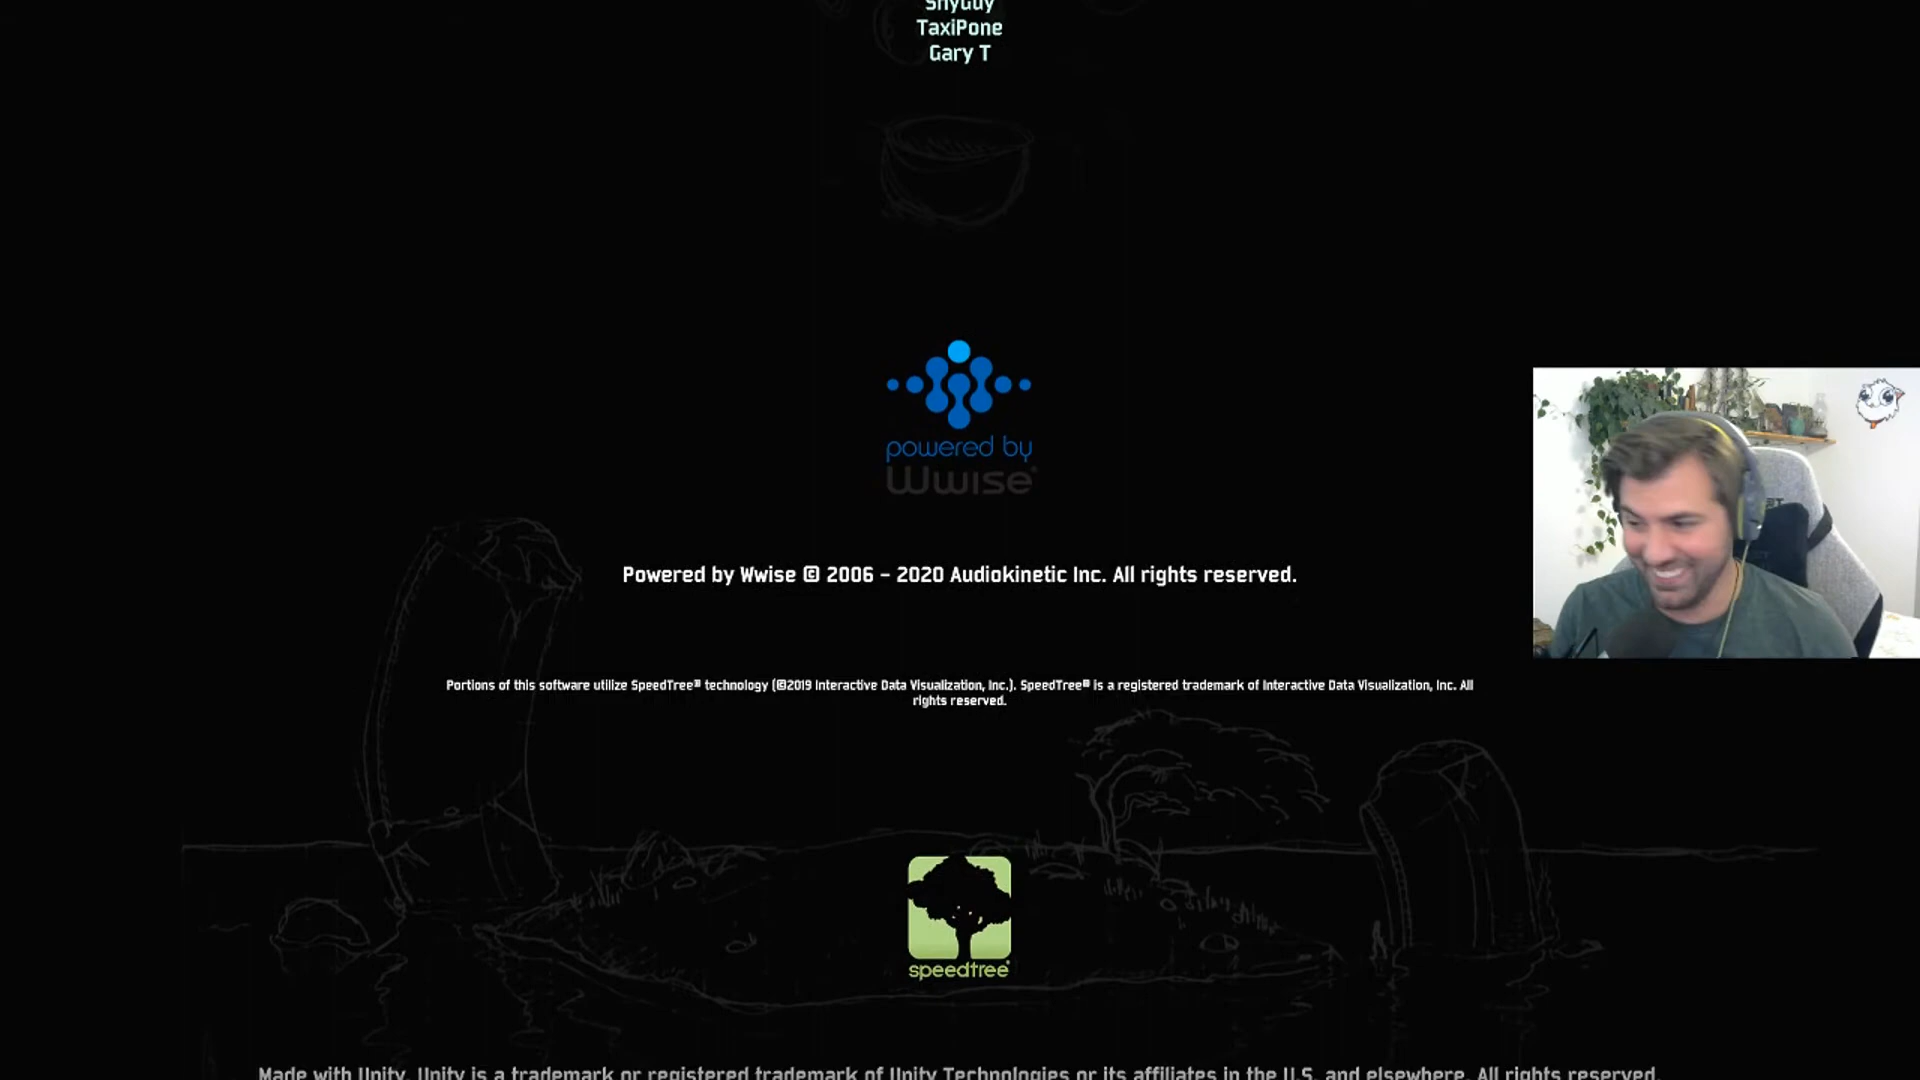 ShyGuy
TaxiPone
Gary T
powered by
Wwise®
Powered by Wwise © 2006 - 2020 Audiokinetic Inc. All rights reserved.
Portions of this software utilize SpeedTree® technology (©2019 Interactive Data Visualization, Inc.). SpeedTree® is a registered trademark of Interactive Data Visualization, Inc. All
rights reserved.
speedtree®
Made with Unity. Unity is a trademark or registered trademark of Unity Technologies or its affiliates in the U.S. and elsewhere. All rights reserved.